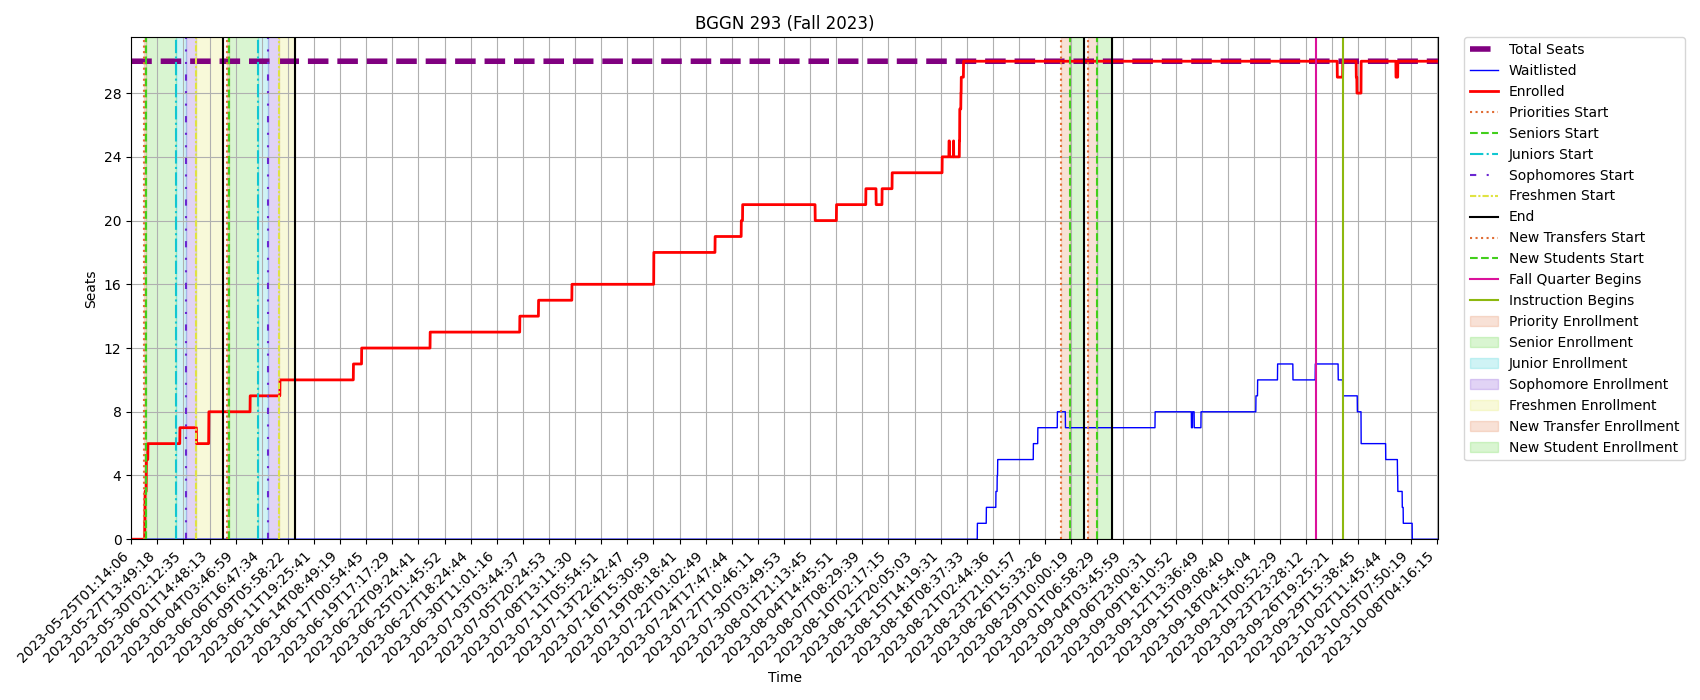 BGGN 293 (Fall 2023)
Seats
28
24
20
16
12
8
4
0
2023-05-25T01:14:06
2023-05-27T13:49:18
2023-05-30T02:12:35
2023-06-01T14:48:13
2023-06-04T03:46:59
2023-06-06T16:47:34
2023-06-09T05:58:22
2023-06-11T19:25:41
2023-06-14T08:49:19
2023-06-17T00:54:45
2023-06-19T17:17:29
2023-06-22T09:24:41
2023-06-25T01:45:52
2023-06-27T18:24:44
2023-06-30T11:01:16
2023-07-03T03:44:37
2023-07-05T20:24:53
2023-07-08T13:11:30
2023-07-11T05:54:51
2023-07-13T22:42:47
2023-07-16T15:30:59
2023-07-19T08:18:41
2023-07-22T01:02:49
2023-07-24T17:47:44
2023-07-27T10:46:11
2023-07-30T03:49:53
2023-08-01T21:13:45
2023-08-04T14:45:51
2023-08-07T08:29:39
2023-08-10T02:17:15
2023-08-12T20:05:03
2023-08-15T14:19:31
2023-08-18T08:37:33
2023-08-21T02:44:36
2023-08-23T21:01:57
2023-08-26T15:33:26
2023-08-29T10:00:19
2023-09-01T06:58:29
2023-09-04T03:45:59
2023-09-06T23:00:31
2023-09-09T18:10:52
2023-09-12T13:36:49
2023-09-15T09:08:40
2023-09-18T04:54:04
2023-09-21T00:52:29
2023-09-23T23:28:12
2023-09-26T19:25:21
2023-09-29T15:38:45
2023-10-02T11:45:44
2023-10-05T07:50:19
2023-10-08T04:16:15
Time
Total Seats
Waitlisted
Enrolled
Priorities Start
Seniors Start
Juniors Start
Sophomores Start
Freshmen Start
End
New Transfers Start
New Students Start
Fall Quarter Begins
Instruction Begins
Priority Enrollment
Senior Enrollment
Junior Enrollment
Sophomore Enrollment
Freshmen Enrollment
New Transfer Enrollment
New Student Enrollment